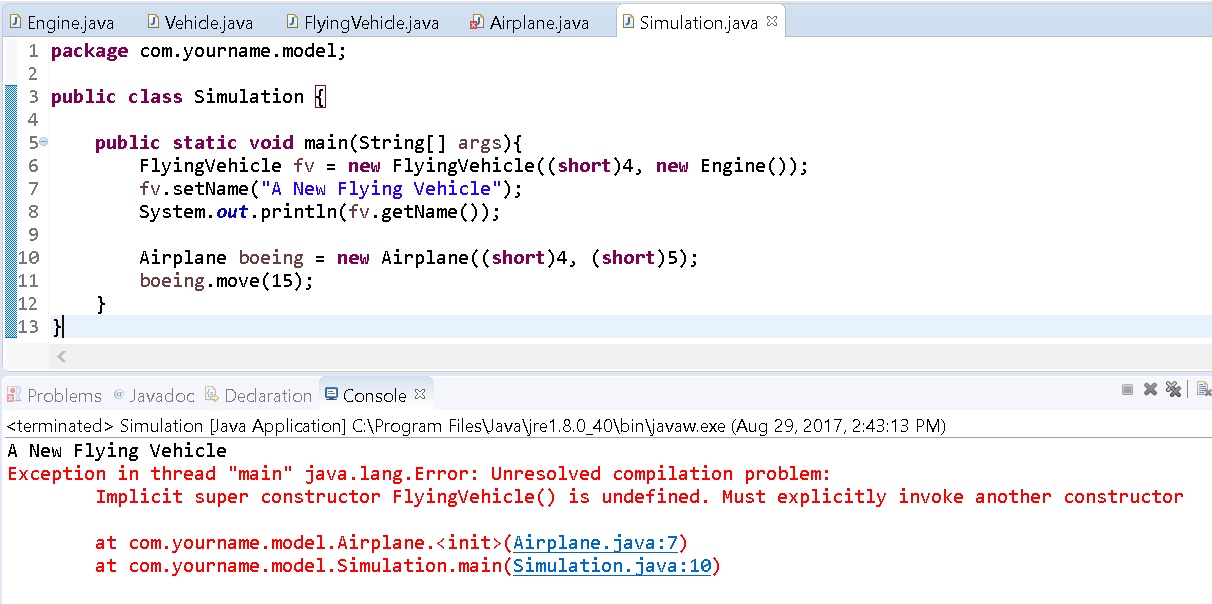 Engine.java Vehicle.java FlyingVehicle.java Airplane.java Simulation.java
1 package com.yourname.model;
2
3 public class Simulation {
4
5 public static void main(String[] args){
6 FlyingVehicle fv = new FlyingVehicle((short)4, new Engine());
7 fv.setName("A New Flying Vehicle");
8 System.out.println(fv.getName());
9
10 Airplane boeing = new Airplane((short)4, (short)5);
11 boeing.move(15);
12 }
13 }
Problems @ Javadoc Declaration Console
<terminated> Simulation [Java Application] C:\Program Files\Java\jre1.8.0_40\bin\javaw.exe (Aug 29, 2017, 2:43:13 PM)
A New Flying Vehicle
Exception in thread "main" java.lang.Error: Unresolved compilation problem:
Implicit super constructor FlyingVehicle() is undefined. Must explicitly invoke another constructor
at com.yourname.model.Airplane.<init>(Airplane.java:7)
at com.yourname.model.Simulation.main(Simulation.java:10)